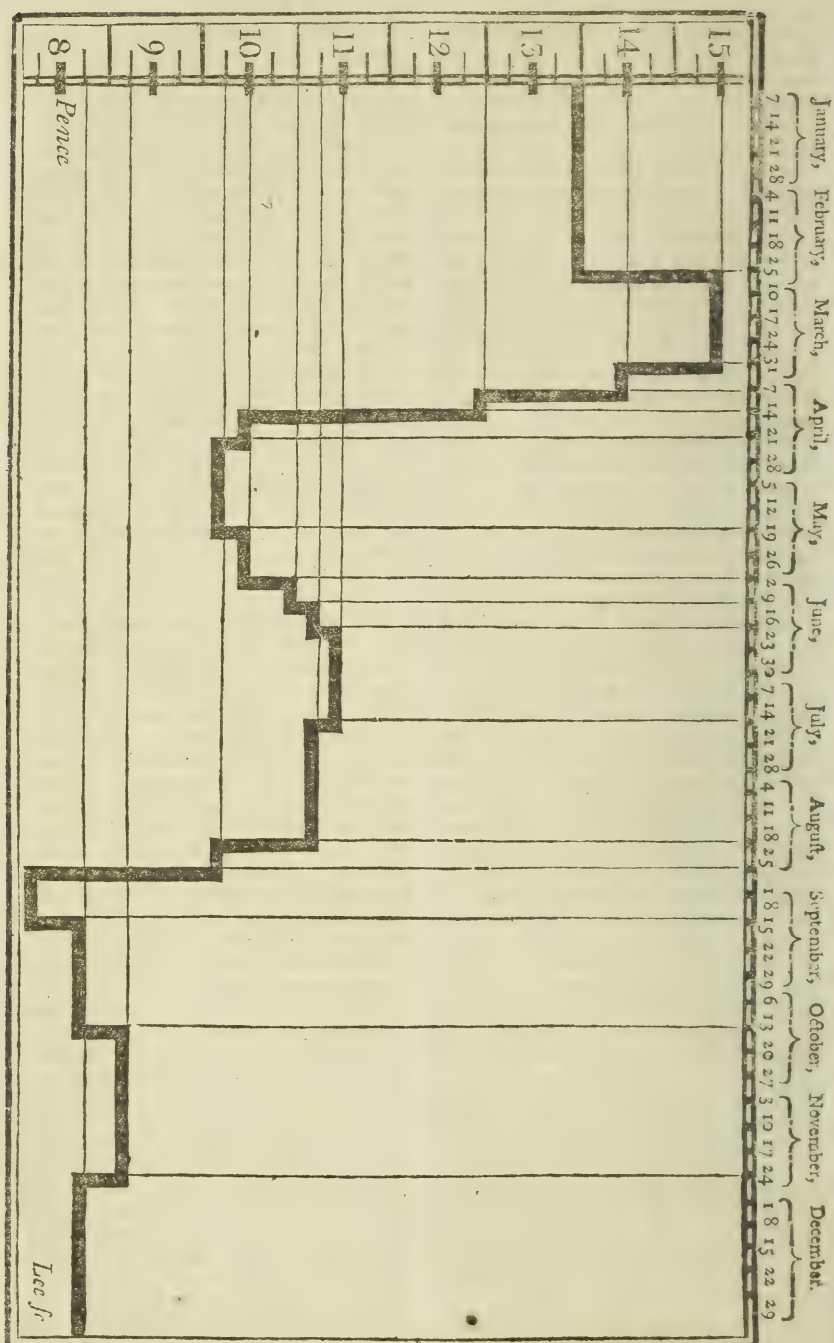 January, February, March, April, May, June, July, Auguſt, September, October, November, December.
7 14 21 28 4 11 18 25 10 17 24 31 7 14 21 28 5 12 19 26 2 9 16 23 30 7 14 21 28 4 11 18 25 1 8 15 22 29 6 13 20 27 3 10 17 24 1 8 15 22 29
15
14
13
12
11
10
9
8
Pence
Lee ſc